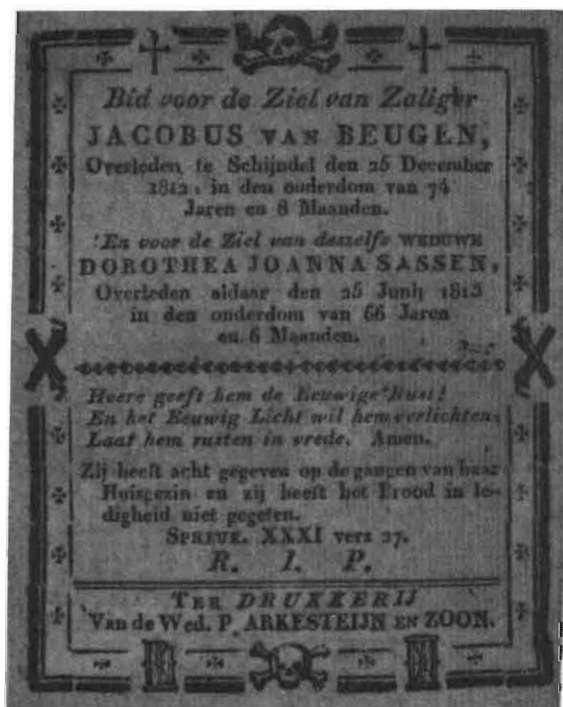 Bid voor de Ziel van Zaliger
JACOBUS VAN BEUGEN,
Overleden te Schijndel den 25 December
1812, in den ouderdom van 74
Jaren en 8 Maanden.
En voor de Ziel van deszelfs WEDUWE
DOROTHEA JOANNA SASSEN,
Overleden aldaar den 25 Junij 1815
in den onderdom van 66 Jaren
en 6 Maanden.
Heere geeft hem de Eeuwige Rust!
En het Eeuwig Licht wil hem verlichten,
Laat hem rusten in vrede. Amen.
Zij heeft acht gegeven op de gangen van haar
Huisgezin en zij heeft het Brood in le-
digheid niet gegeten.
SPREUK. XXXI vers 27.
R. I. P.
TER DRUKKERIJ
Van de Wed. P. ARKESTEIJN EN ZOON.